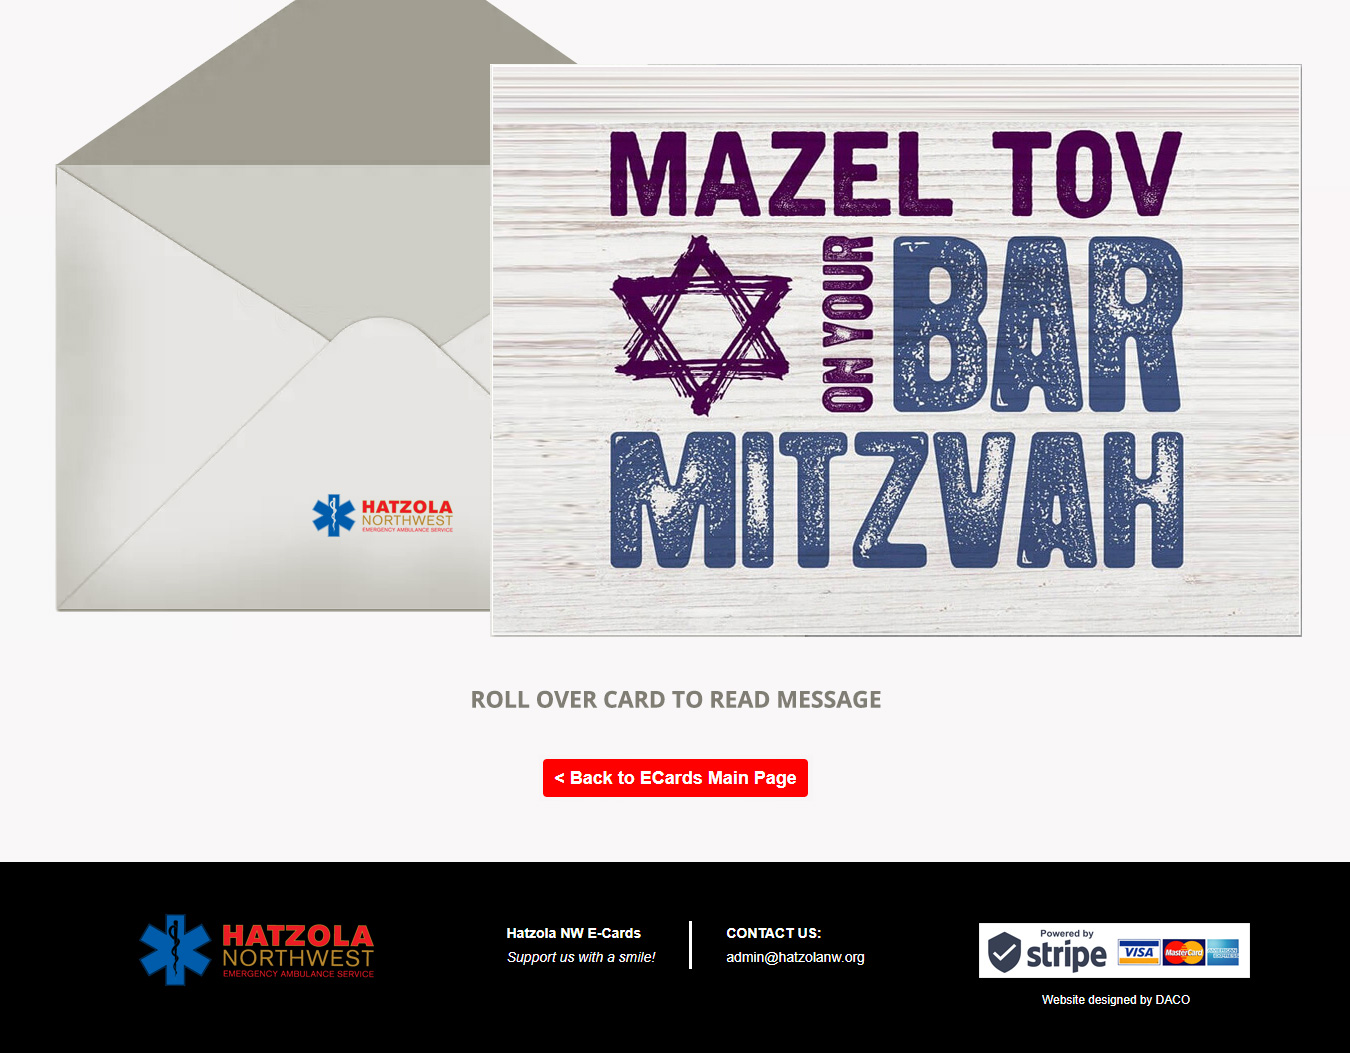 MAZEL TOV
ON YOUR
BAR
MITZVAH
HATZOLA
NORTHWEST
EMERGENCY AMBULANCE SERVICE
ROLL OVER CARD TO READ MESSAGE
< Back to ECards Main Page
HATZOLA
NORTHWEST
EMERGENCY AMBULANCE SERVICE
Hatzola NW E-Cards
Support us with a smile!
CONTACT US:
admin@hatzolanw.org
Powered by
stripe
VISA
MasterCard
AMERICAN
EXPRESS
Website designed by DACO